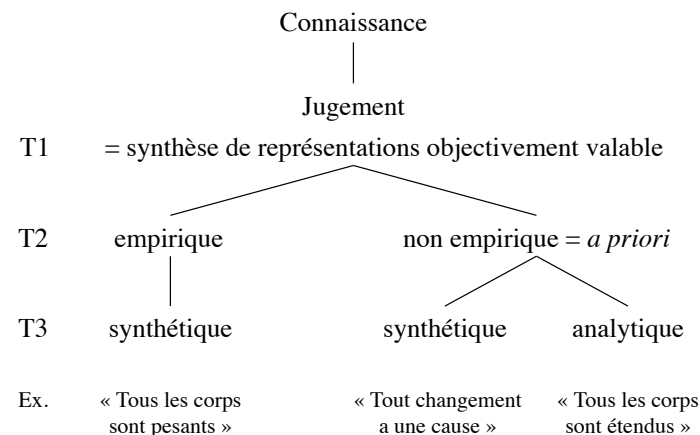 Connaissance
Jugement
T1 = synthèse de représentations objectivement valable
T2 empirique non empirique = a priori
T3 synthétique synthétique analytique
Ex. « Tous les corps « Tout changement « Tous les corps
sont pesants » a une cause » sont étendus »